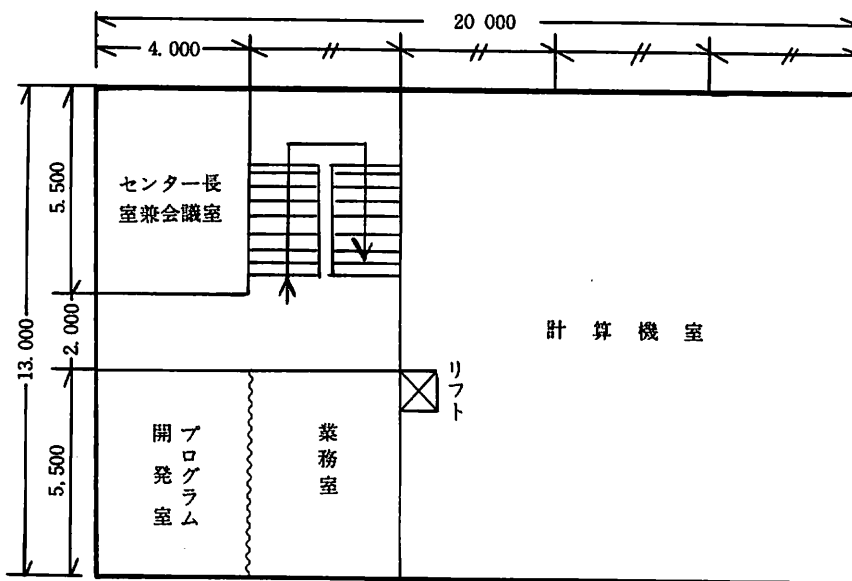 20 000
4.000
〃
〃
〃
〃
5.500
2.000
13.000
5,500
センター長
室兼会議室
計算機室
リフト
プログラム
開発室
業務室